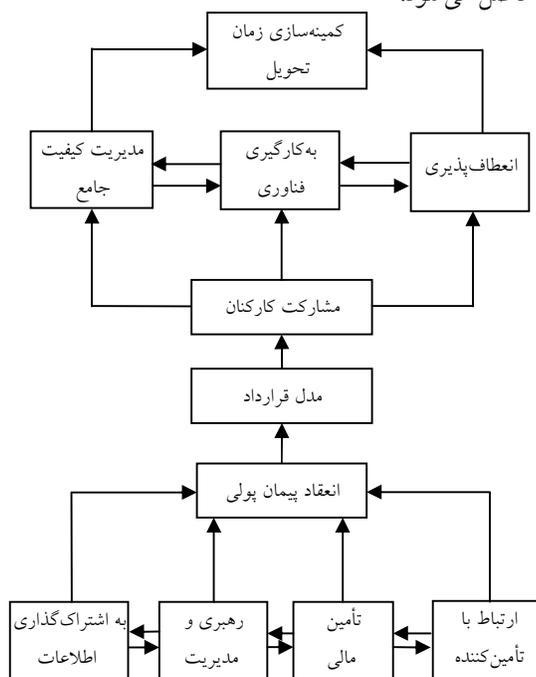 کمینه‌سازی زمان
تحویل
انعطاف‌پذیری
به‌کارگیری
فناوری
مدیریت کیفیت
جامع
مشارکت کارکنان
مدل قرارداد
انعقاد پیمان پولی
ارتباط با
تأمین‌کننده
تأمین
مالی
رهبری و
مدیریت
به اشتراک‌گذاری
اطلاعات